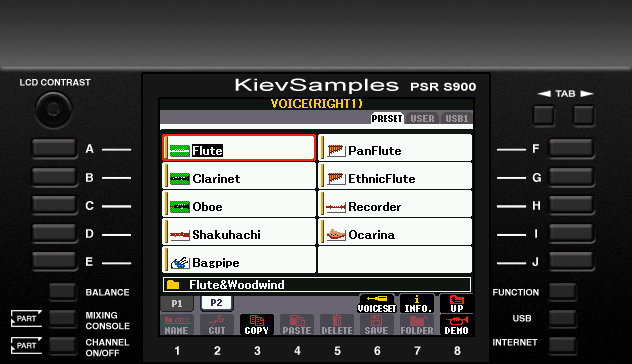 LCD CONTRAST
KievSamples PSR S900
TAB
VOICE(RIGHT1)
PRESET USER USB1
A Flute PanFlute F
B Clarinet EthnicFlute G
C Oboe Recorder H
D Shakuhachi Ocarina I
E Bagpipe J
Flute&Woodwind
BALANCE
FUNCTION
P1 P2 VOICESET INFO. UP
PART MIXING CONSOLE
USB
NAME CUT COPY PASTE DELETE SAVE FOLDER DEMO
PART CHANNEL ON/OFF
INTERNET
1 2 3 4 5 6 7 8